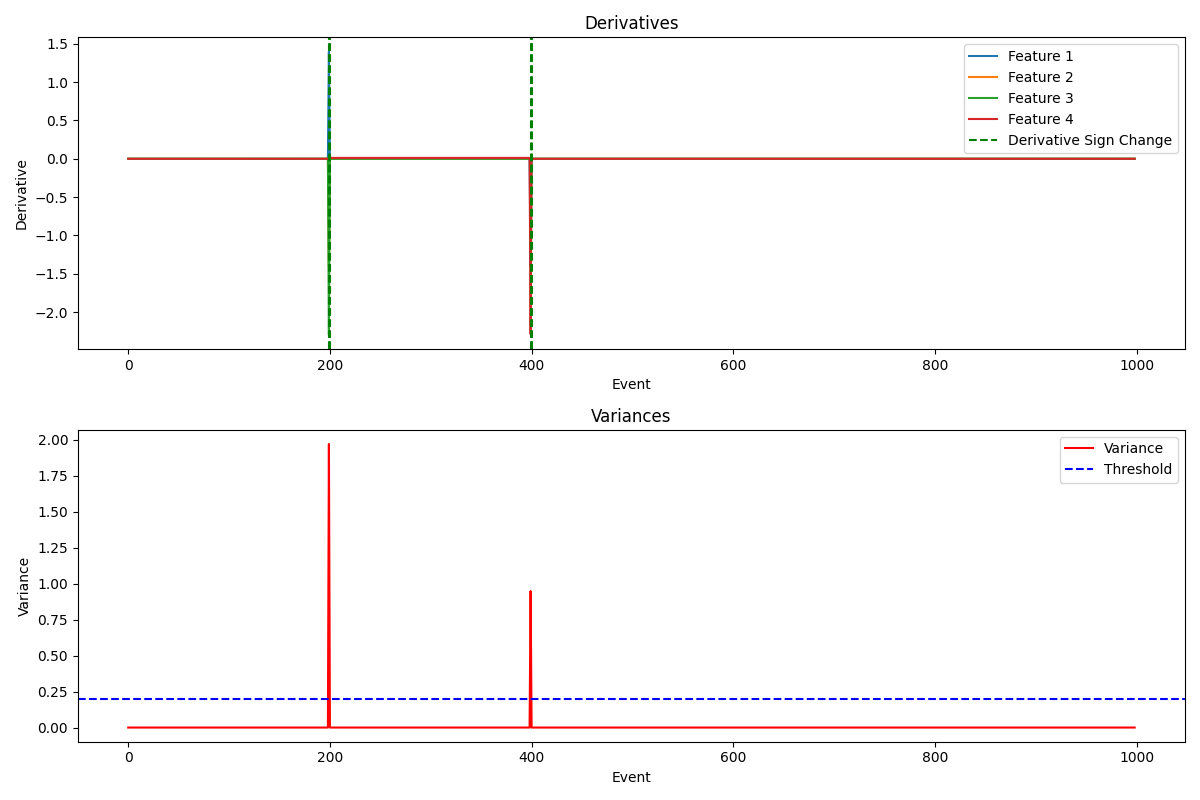 Derivatives
1.5
1.0
0.5
0.0
−0.5
−1.0
−1.5
−2.0
Derivative
Feature 1
Feature 2
Feature 3
Feature 4
Derivative Sign Change
0 200 400 600 800 1000
Event
Variances
2.00
1.75
1.50
1.25
1.00
0.75
0.50
0.25
0.00
Variance
Variance
Threshold
0 200 400 600 800 1000
Event